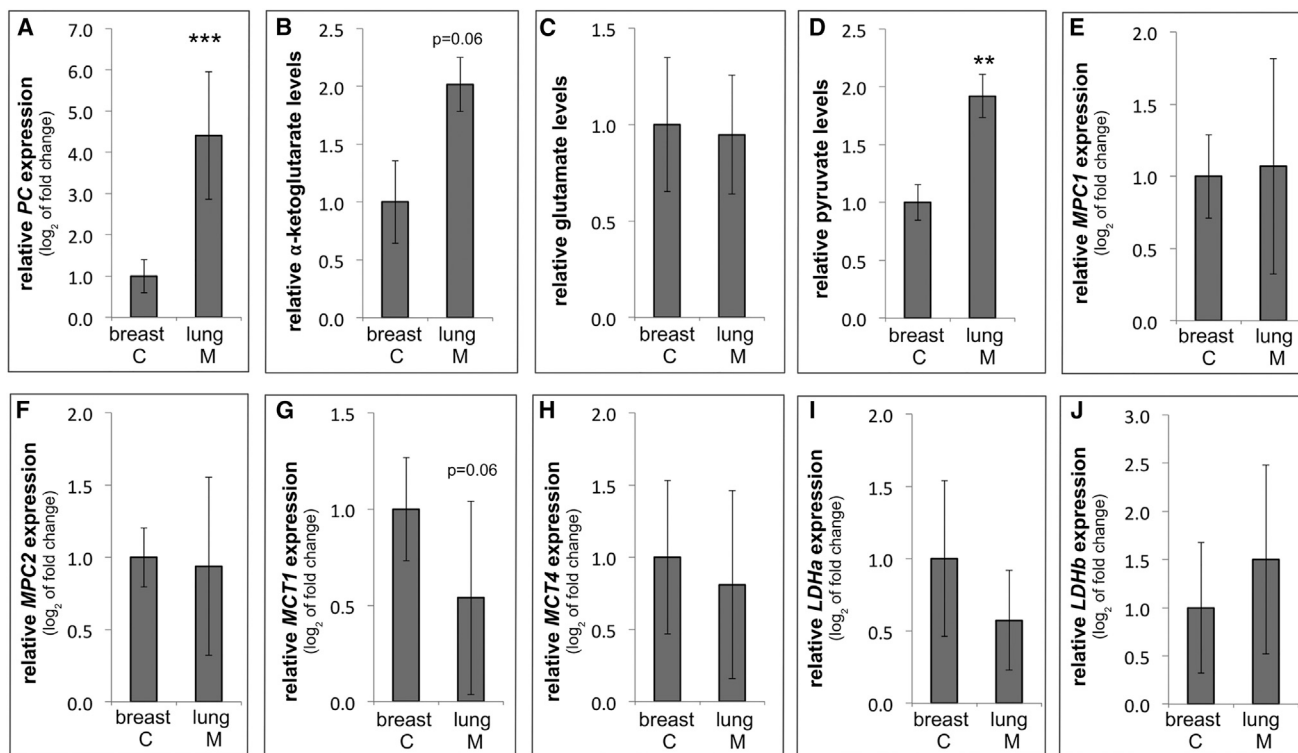 A
relative PC expression
(log₂ of fold change)
7.0
6.0
5.0
4.0
3.0
2.0
1.0
0.0
***
breast lung
C M
B
relative α-ketoglutarate levels
2.5
2.0
1.5
1.0
0.5
0.0
p=0.06
breast lung
C M
C
relative glutamate levels
1.5
1.0
0.5
0.0
breast lung
C M
D
relative pyruvate levels
2.5
2.0
1.5
1.0
0.5
0.0
**
breast lung
C M
E
relative MPC1 expression
(log₂ of fold change)
2.0
1.5
1.0
0.5
0.0
breast lung
C M
F
relative MPC2 expression
(log₂ of fold change)
2.0
1.5
1.0
0.5
0.0
breast lung
C M
G
relative MCT1 expression
(log₂ of fold change)
1.5
1.0
0.5
0.0
p=0.06
breast lung
C M
H
relative MCT4 expression
(log₂ of fold change)
2.0
1.5
1.0
0.5
0.0
breast lung
C M
I
relative LDHa expression
(log₂ of fold change)
2.0
1.5
1.0
0.5
0.0
breast lung
C M
J
relative LDHb expression
(log₂ of fold change)
3.0
2.5
2.0
1.5
1.0
0.5
0.0
breast lung
C M